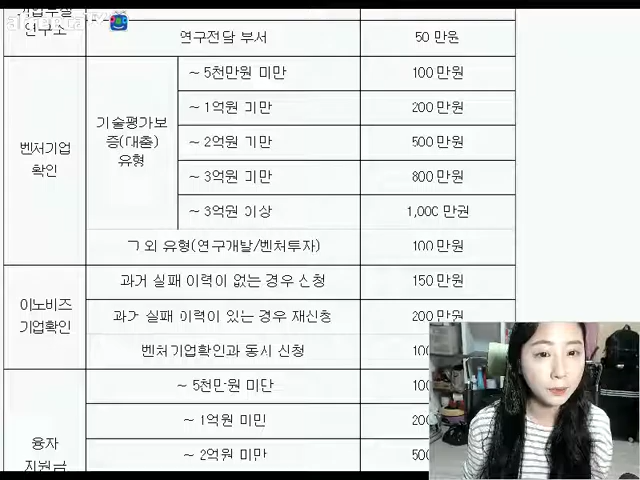 연구소
연구전담 부서 50 만원
벤처기업
확인
기술평가보
증(대출)
유형
~ 5천만원 미만 100 만원
~ 1억원 미만 200 만원
~ 2억원 미만 500 만원
~ 3억원 미만 800 만원
~ 3억원 이상 1,000 만원
그 외 유형(연구개발/벤처투자) 100 만원
이노비즈
기업확인
과거 실패 이력이 없는 경우 신청 150 만원
과거 실패 이력이 있는 경우 재신청 200 만원
벤처기업확인과 동시 신청
융자
지원금
~ 5천만원 미만
~ 1억원 미만
~ 2억원 미만